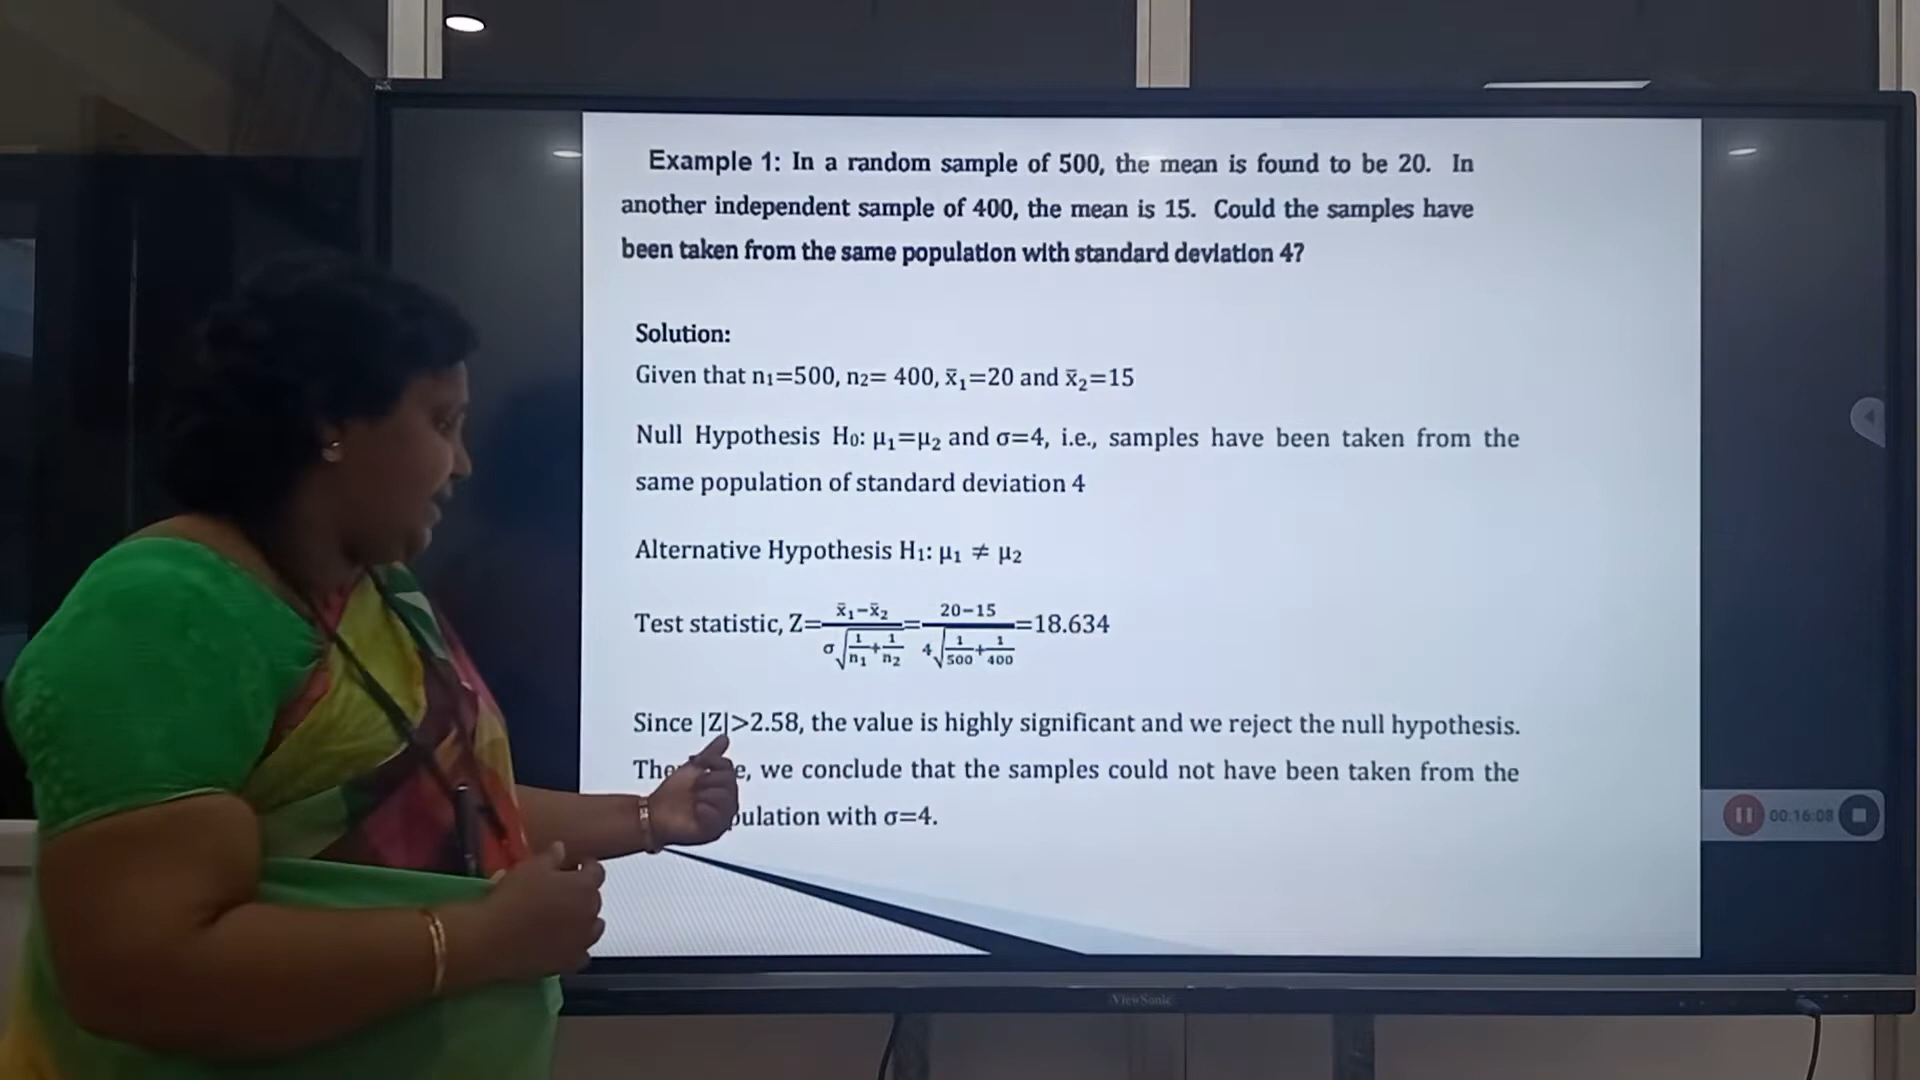 Example 1: In a random sample of 500, the mean is found to be 20. In
another independent sample of 400, the mean is 15. Could the samples have
been taken from the same population with standard deviation 4?
Solution:
Given that n₁=500, n₂= 400, x̄₁=20 and x̄₂=15
Null Hypothesis H₀: μ₁=μ₂ and σ=4, i.e., samples have been taken from the
same population of standard deviation 4
Alternative Hypothesis H₁: μ₁ ≠ μ₂
Test statistic, Z=(x̄₁−x̄₂)/(σ√(1/n₁+1/n₂))=(20−15)/(4√(1/500+1/400))=18.634
Since |Z|>2.58, the value is highly significant and we reject the null hypothesis.
we conclude that the samples could not have been taken from the
with σ=4.
00:16:08
ViewSonic